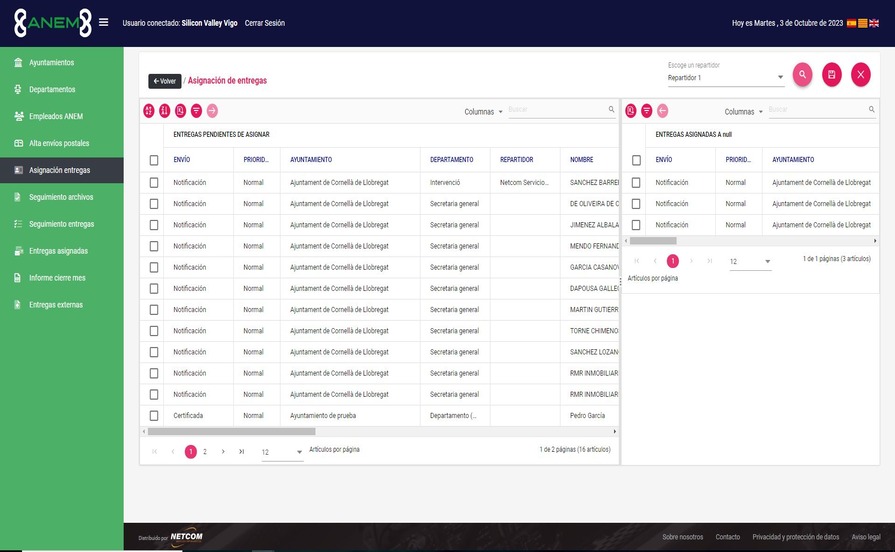 ANEM
Usuario conectado: Silicon Valley Vigo Cerrar Sesión
Hoy es Martes , 3 de Octubre de 2023
Ayuntamientos
Departamentos
Empleados ANEM
Alta envíos postales
Asignación entregas
Seguimiento archivos
Seguimiento entregas
Entregas asignadas
Informe cierre mes
Entregas externas
Volver / Asignación de entregas
Escoge un repartidor
Repartidor 1
Columnas Buscar
ENTREGAS PENDIENTES DE ASIGNAR
ENVÍO PRIORID... AYUNTAMIENTO DEPARTAMENTO REPARTIDOR NOMBRE
Notificación Normal Ajuntament de Cornellà de Llobregat Intervenció Netcom Servicio... SANCHEZ BARRE
Notificación Normal Ajuntament de Cornellà de Llobregat Secretaria general DE OLIVEIRA DE C
Notificación Normal Ajuntament de Cornellà de Llobregat Secretaria general JIMENEZ ALBALA
Notificación Normal Ajuntament de Cornellà de Llobregat Secretaria general MENDO FERNAND
Notificación Normal Ajuntament de Cornellà de Llobregat Secretaria general GARCIA CASANOV
Notificación Normal Ajuntament de Cornellà de Llobregat Secretaria general DAPOUSA GALLEG
Notificación Normal Ajuntament de Cornellà de Llobregat Secretaria general MARTIN GUTIERR
Notificación Normal Ajuntament de Cornellà de Llobregat Secretaria general TORNE CHIMENO
Notificación Normal Ajuntament de Cornellà de Llobregat Secretaria general SANCHEZ LOZAN
Notificación Normal Ajuntament de Cornellà de Llobregat Secretaria general RMR INMOBILIAR
Notificación Normal Ajuntament de Cornellà de Llobregat Secretaria general RMR INMOBILIAR
Certificada Normal Ayuntamiento de prueba Departamento (... Pedro García
1 2 12 Artículos por página 1 de 2 páginas (16 artículos)
Columnas Buscar
ENTREGAS ASIGNADAS A null
ENVÍO PRIORID... AYUNTAMIENTO
Notificación Normal Ajuntament de Cornellà de Llobregat
Notificación Normal Ajuntament de Cornellà de Llobregat
Notificación Normal Ajuntament de Cornellà de Llobregat
1 12 1 de 1 páginas (3 artículos)
Artículos por página
Distribuido por NETCOM
Sobre nosotros Contacto Privacidad y protección de datos Aviso legal